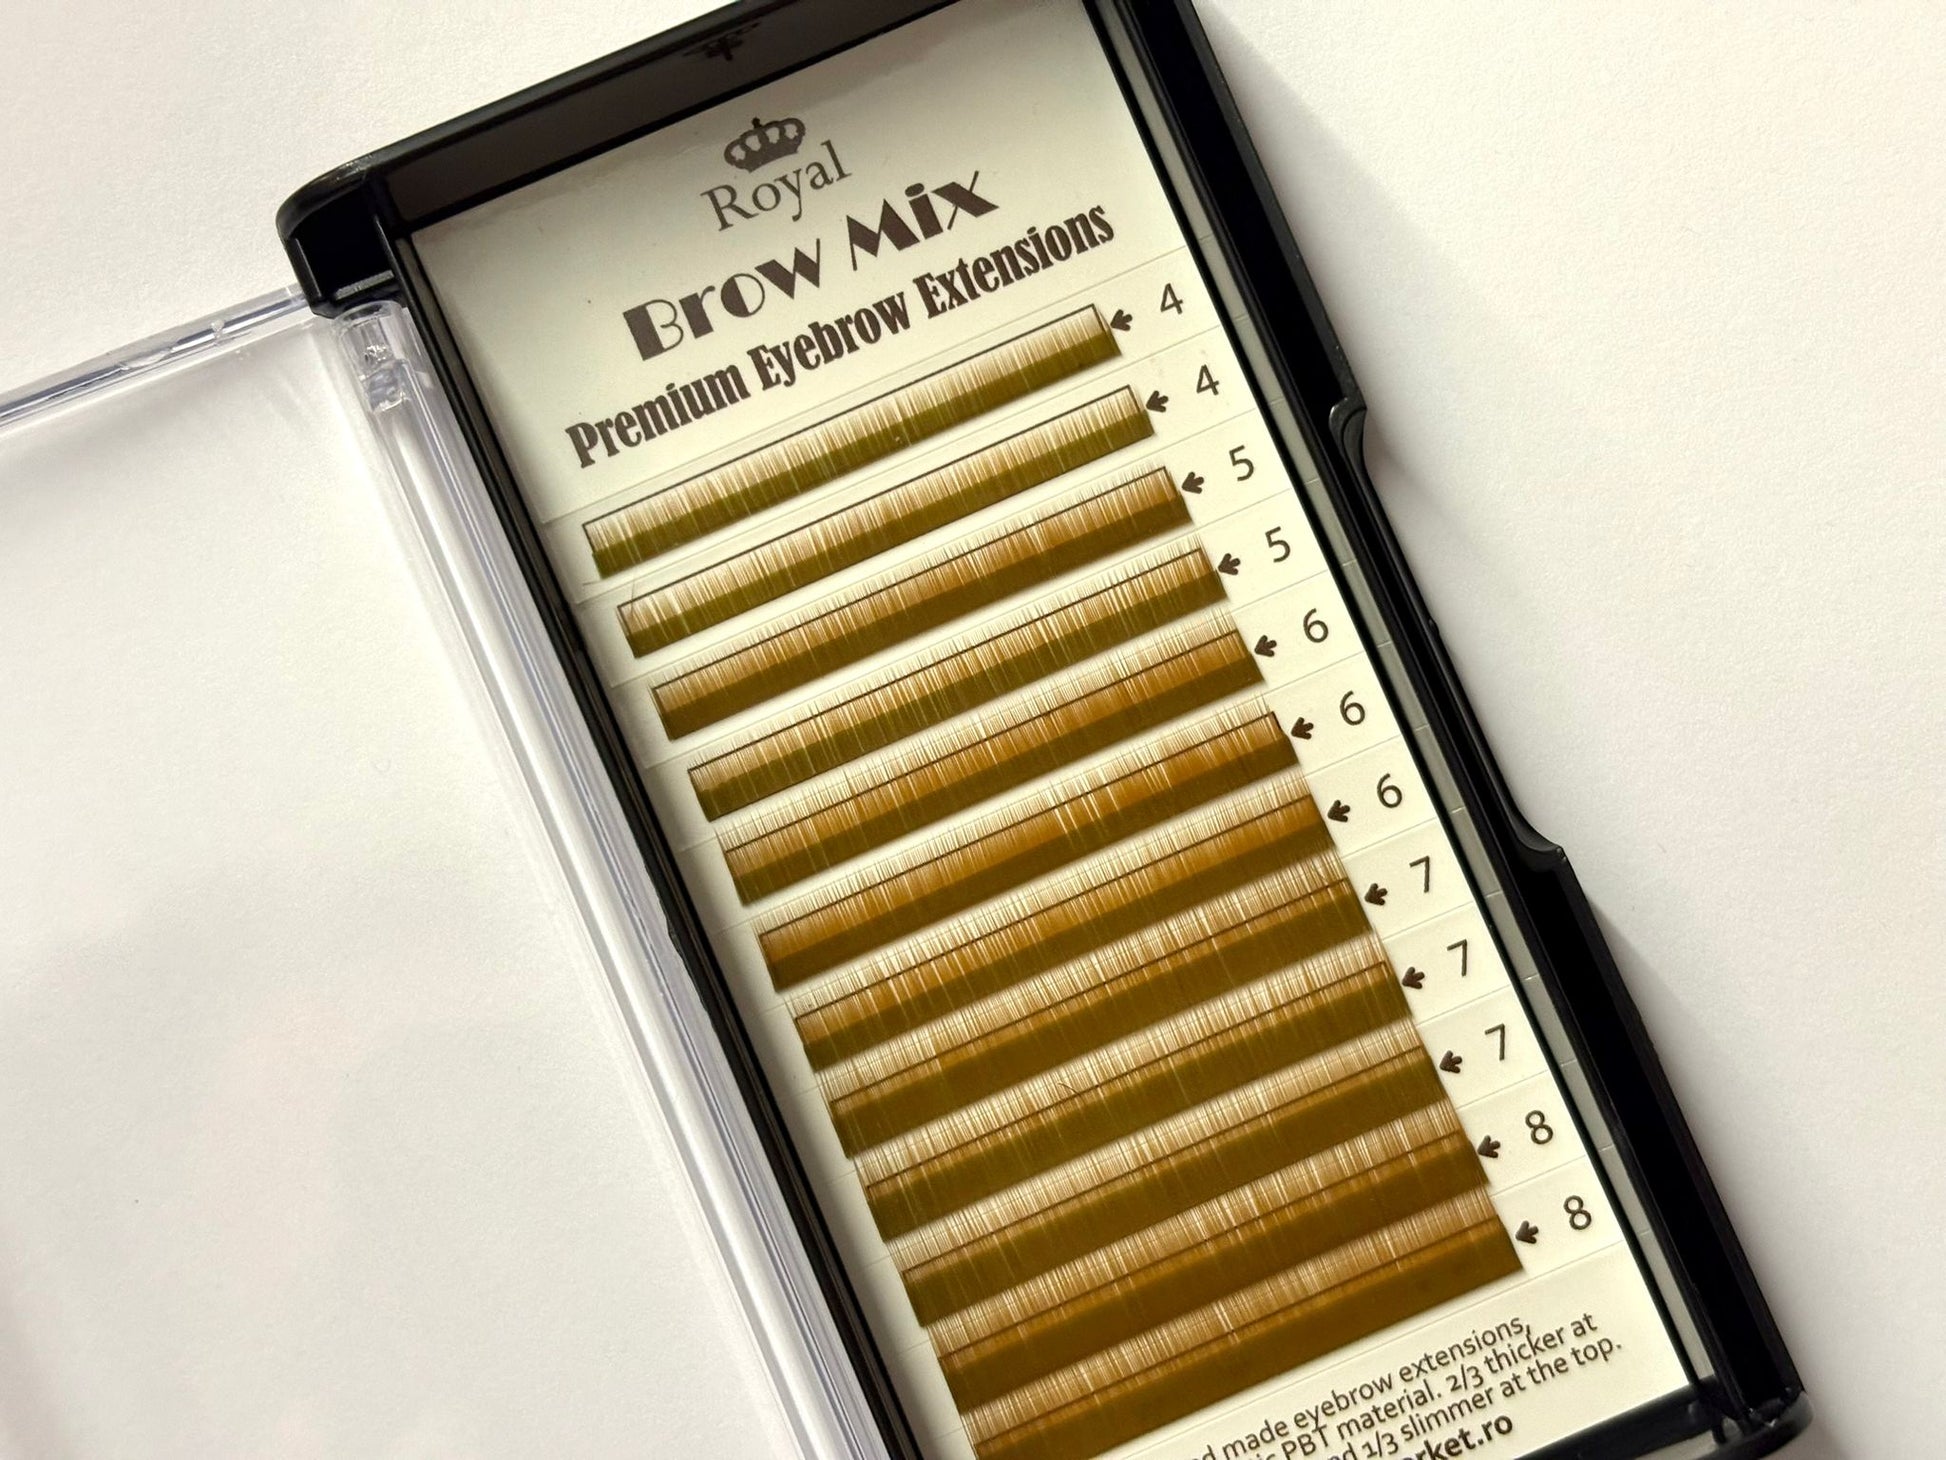 Royal
Brow Mix
Premium Eyebrow Extensions
4
4
5
5
6
6
6
7
7
7
8
8
made eyebrow extensions,
PBT material. 2/3 thicker at
1/3 slimmer at the top.